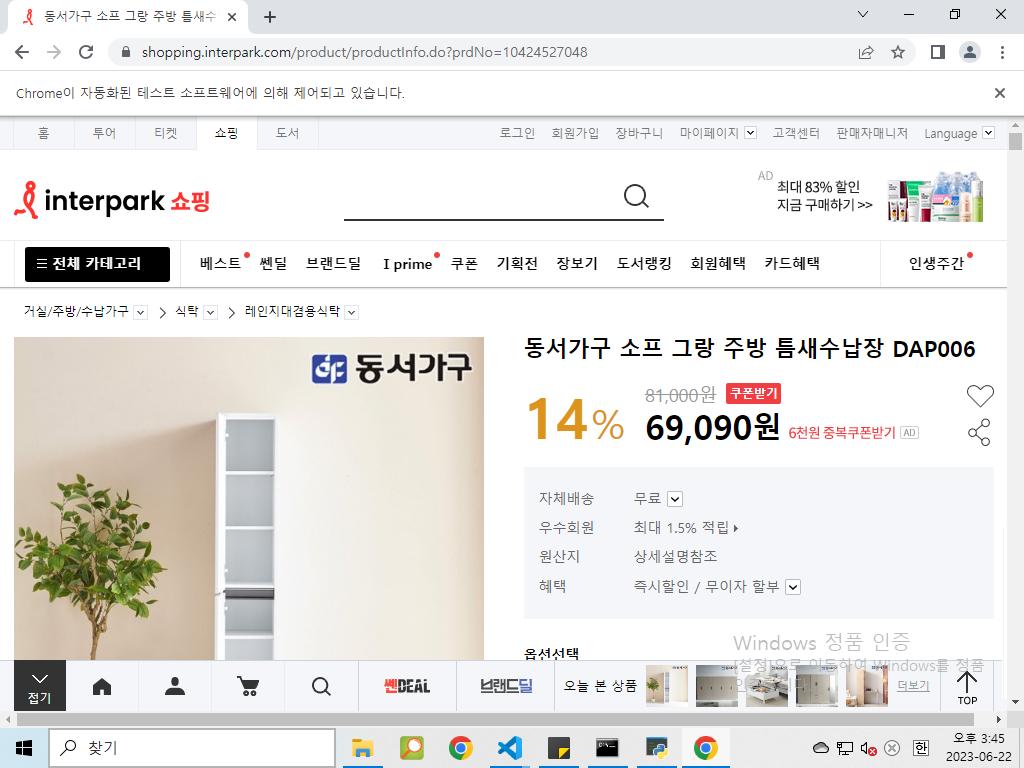 동서가구 소프 그랑 주방 틈새수
shopping.interpark.com/product/productInfo.do?prdNo=10424527048
Chrome이 자동화된 테스트 소프트웨어에 의해 제어되고 있습니다.
홈 투어 티켓 쇼핑 도서 로그인 회원가입 장바구니 마이페이지 고객센터 판매자매니저 Language
interpark 쇼핑
AD 최대 83% 할인
지금 구매하기 >>
전체 카테고리 베스트 쎈딜 브랜드딜 I prime 쿠폰 기획전 장보기 도서랭킹 회원혜택 카드혜택 인생주간
거실/주방/수납가구 식탁 레인지대겸용식탁
동서가구
동서가구 소프 그랑 주방 틈새수납장 DAP006
14%
81,000원 쿠폰받기
69,090원 6천원 중복쿠폰받기 AD
자체배송 무료
우수회원 최대 1.5% 적립
원산지 상세설명참조
혜택 즉시할인 / 무이자 할부
옵션선택
Windows 정품 인증
[설정]으로 이동하여 Windows를 정품
접기 쎈DEAL 브랜드딜 오늘 본 상품 더보기 TOP
찾기
한
오후 3:45
2023-06-22